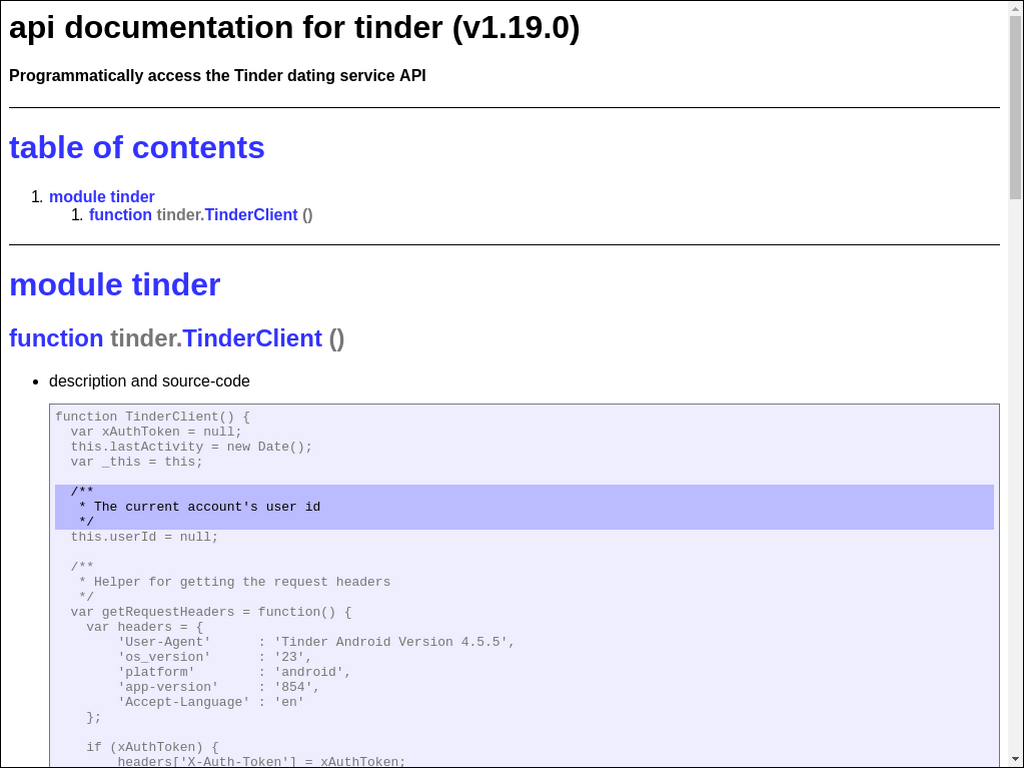 api documentation for tinder (v1.19.0)
Programmatically access the Tinder dating service API
table of contents
1. module tinder
1. function tinder.TinderClient ()
module tinder
function tinder.TinderClient ()
• description and source-code
function TinderClient() {
  var xAuthToken = null;
  this.lastActivity = new Date();
  var _this = this;
  /**
   * The current account's user id
   */
  this.userId = null;
  /**
   * Helper for getting the request headers
   */
  var getRequestHeaders = function() {
    var headers = {
        'User-Agent'      : 'Tinder Android Version 4.5.5',
        'os_version'      : '23',
        'platform'        : 'android',
        'app-version'     : '854',
        'Accept-Language' : 'en'
    };
    if (xAuthToken) {
        headers['X-Auth-Token'] = xAuthToken;